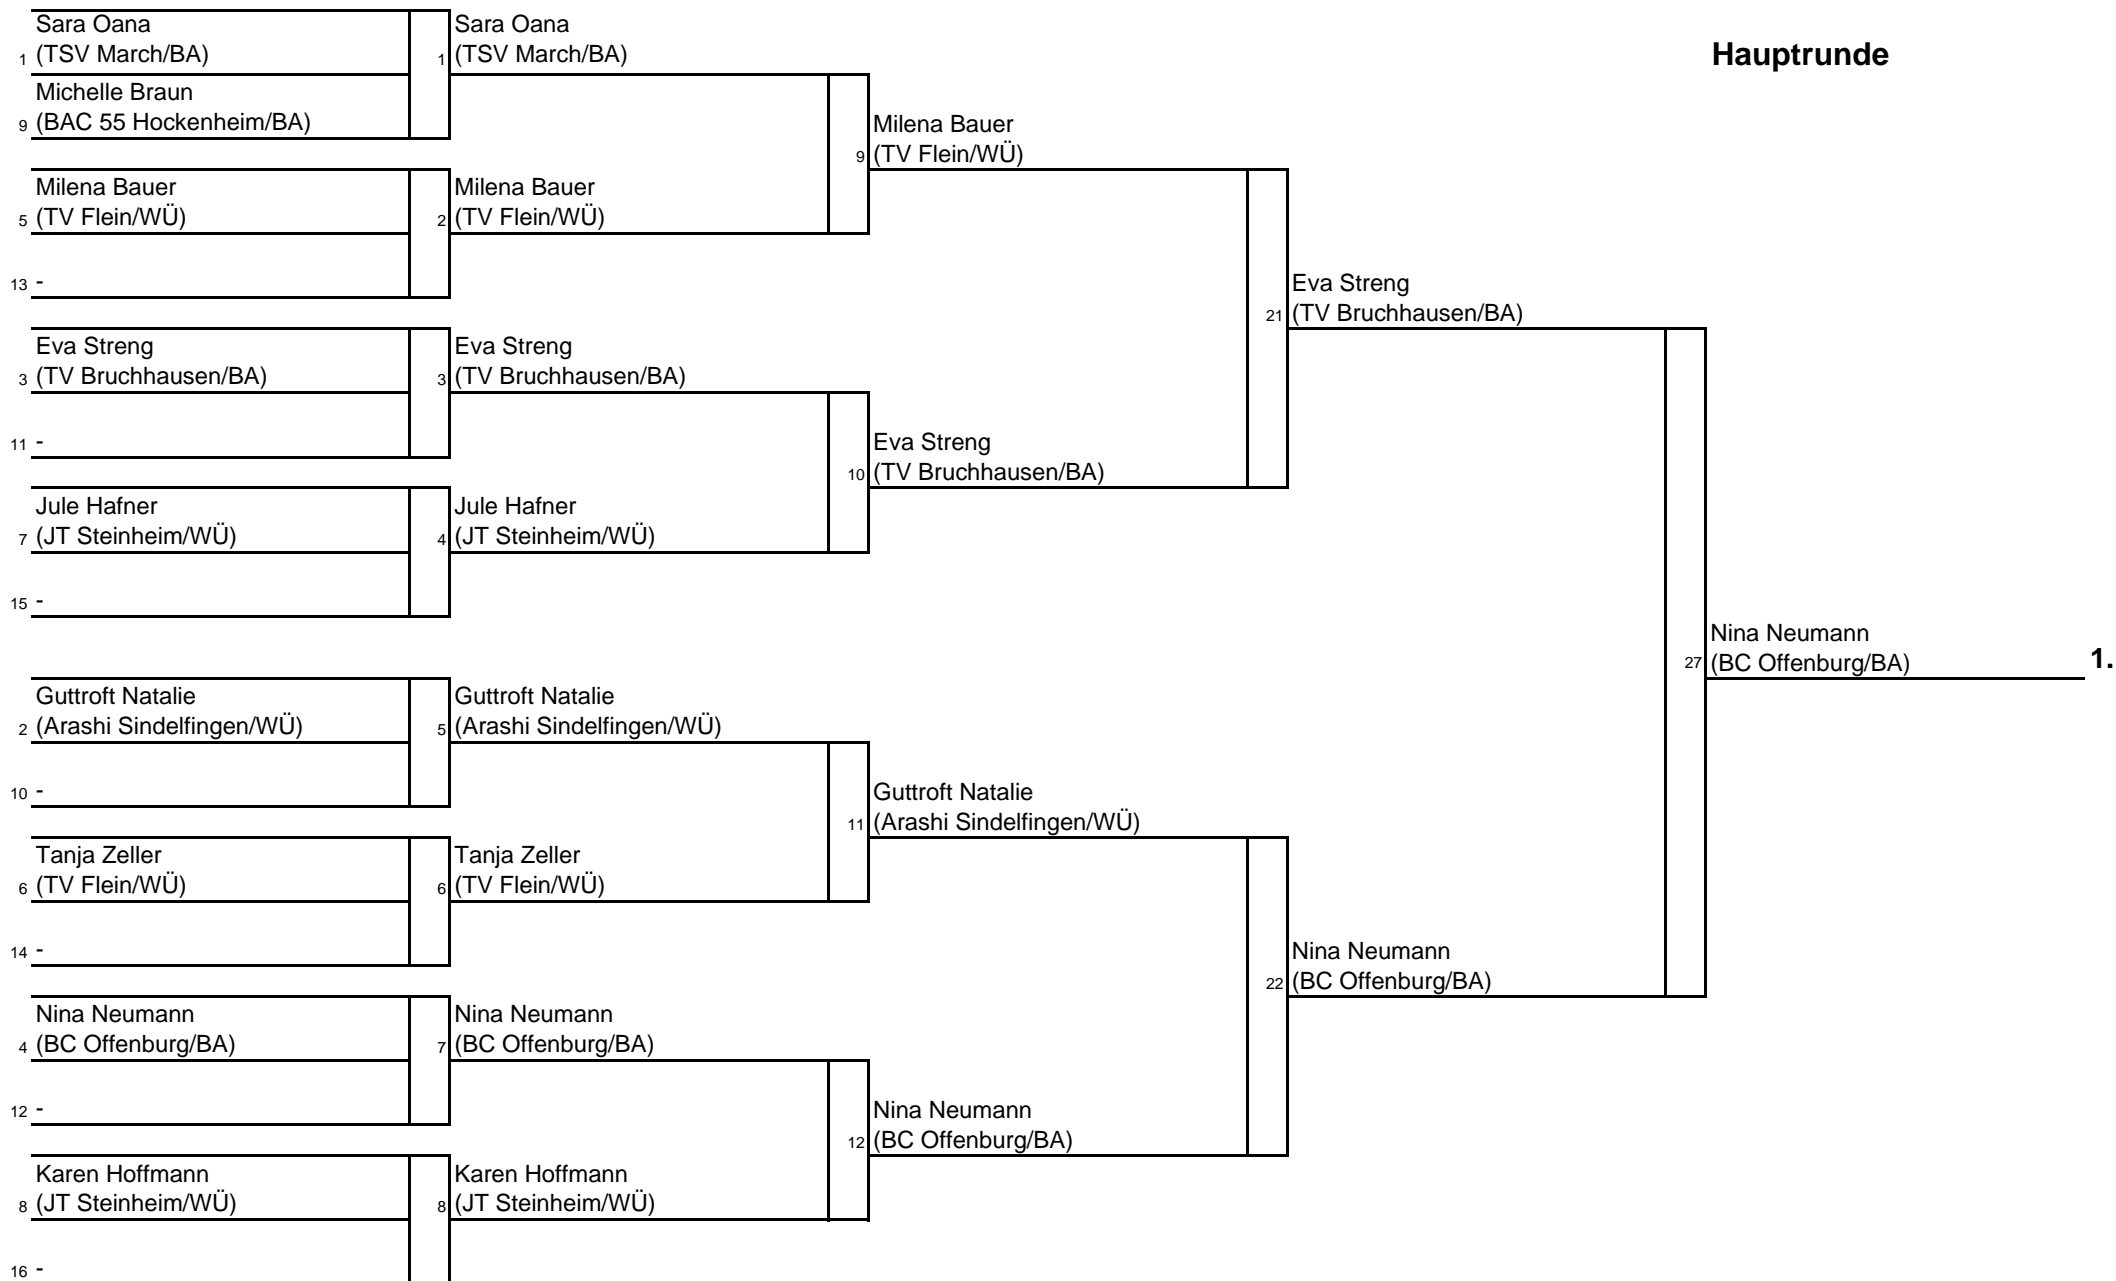 Hauptrunde
Sara Oana
1 (TSV March/BA)
Michelle Braun
9 (BAC 55 Hockenheim/BA)
Milena Bauer
5 (TV Flein/WÜ)
13 -
Eva Streng
3 (TV Bruchhausen/BA)
11 -
Jule Hafner
7 (JT Steinheim/WÜ)
15 -
Guttroft Natalie
2 (Arashi Sindelfingen/WÜ)
10 -
Tanja Zeller
6 (TV Flein/WÜ)
14 -
Nina Neumann
4 (BC Offenburg/BA)
12 -
Karen Hoffmann
8 (JT Steinheim/WÜ)
16 -
Sara Oana
1 (TSV March/BA)
Milena Bauer
2 (TV Flein/WÜ)
Eva Streng
3 (TV Bruchhausen/BA)
Jule Hafner
4 (JT Steinheim/WÜ)
Guttroft Natalie
5 (Arashi Sindelfingen/WÜ)
Tanja Zeller
6 (TV Flein/WÜ)
Nina Neumann
7 (BC Offenburg/BA)
Karen Hoffmann
8 (JT Steinheim/WÜ)
Milena Bauer
9 (TV Flein/WÜ)
Eva Streng
10 (TV Bruchhausen/BA)
Guttroft Natalie
11 (Arashi Sindelfingen/WÜ)
Nina Neumann
12 (BC Offenburg/BA)
Eva Streng
21 (TV Bruchhausen/BA)
Nina Neumann
22 (BC Offenburg/BA)
Nina Neumann
27 (BC Offenburg/BA) 1.